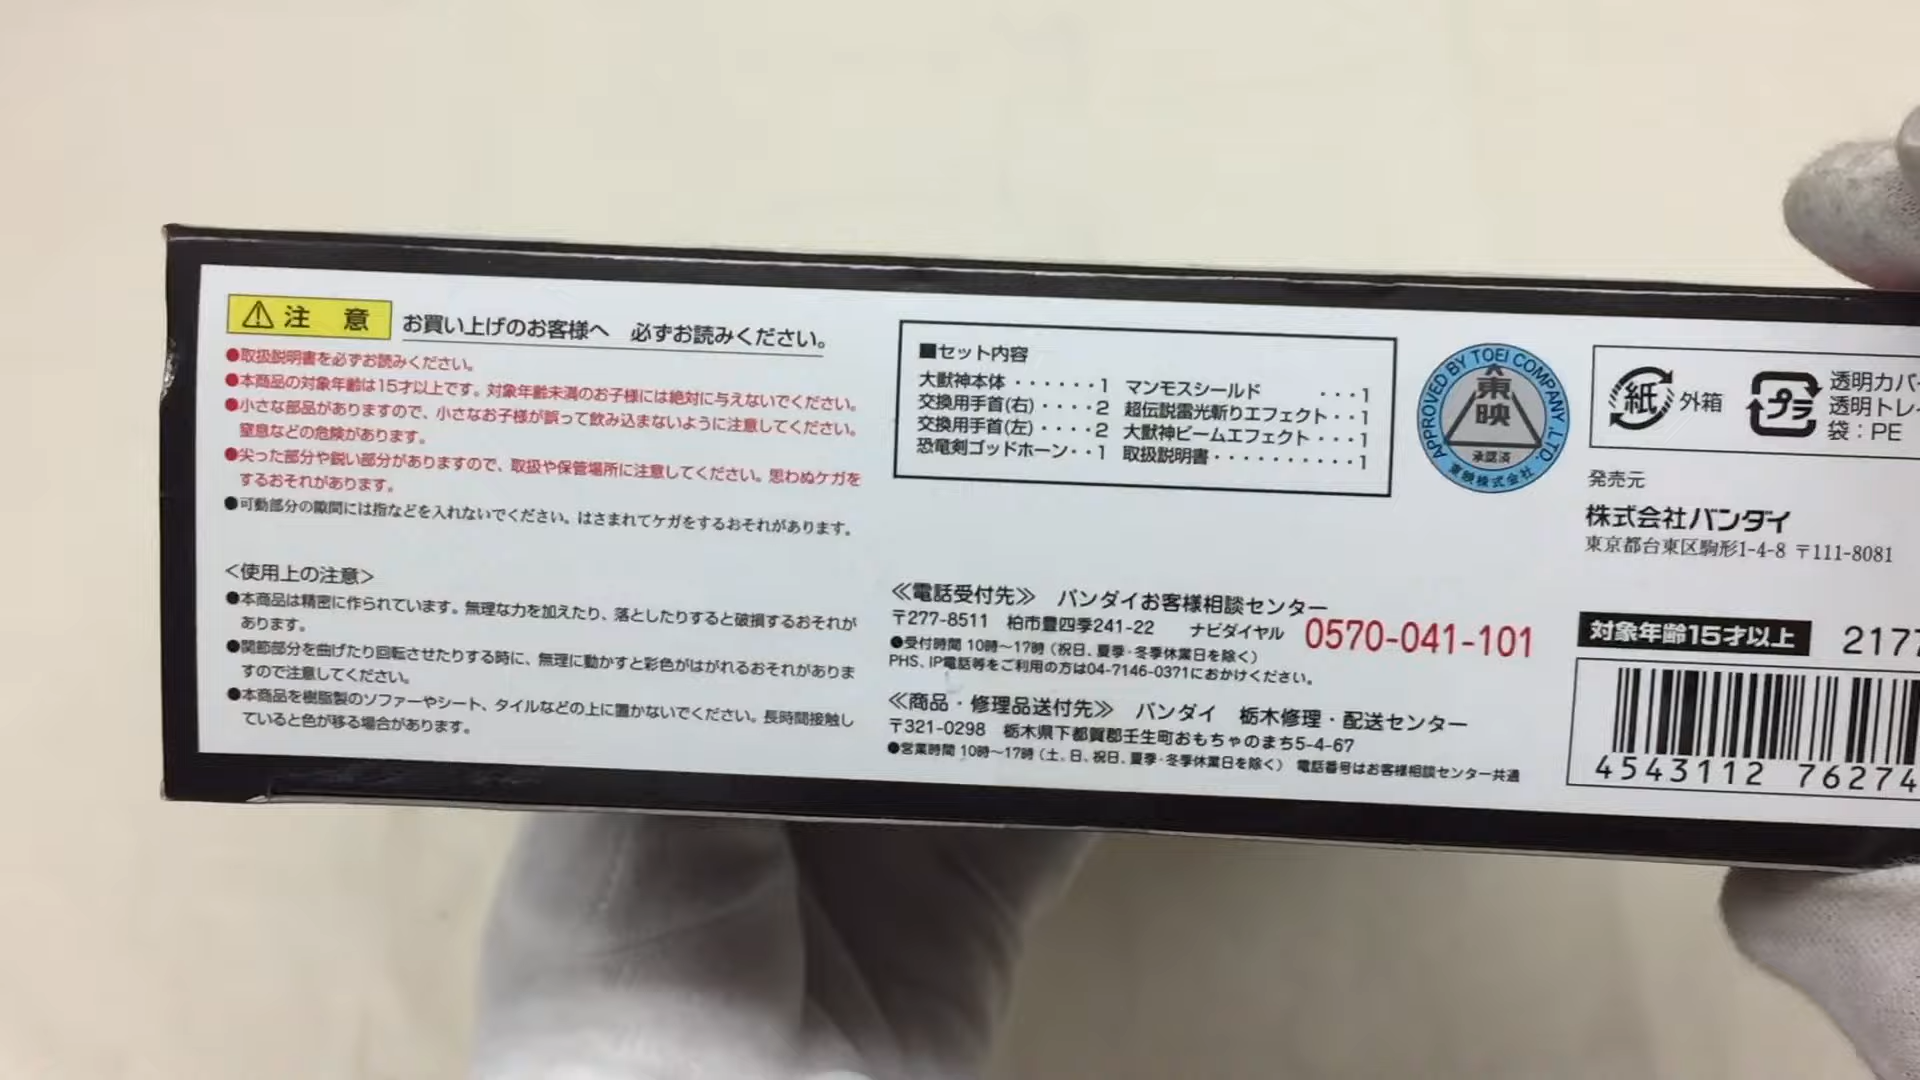 注 意 お買い上げのお客様へ 必ずお読みください。
●取扱説明書を必ずお読みください。
●本商品の対象年齢は15才以上です。対象年齢未満のお子様には絶対に与えないでください。
●小さな部品がありますので、小さなお子様が誤って飲み込まないように注意してください。
窒息などの危険があります。
●尖った部分や鋭い部分がありますので、取扱や保管場所に注意してください。思わぬケガを
するおそれがあります。
●可動部分の隙間には指などを入れないでください。はさまれてケガをするおそれがあります。
<使用上の注意>
●本商品は精密に作られています。無理な力を加えたり、落としたりすると破損するおそれが
あります。
●関節部分を曲げたり回転させたりする時に、無理に動かすと彩色がはがれるおそれがありま
すので注意してください。
●本商品を樹脂製のソファーやシート、タイルなどの上に置かないでください。長時間接触し
ていると色が移る場合があります。
■セット内容
大獣神本体・・・・・・1 マンモスシールド ・・・1
交換用手首(右)・・・・2 超伝説雷光斬りエフェクト・・1
交換用手首(左)・・・・2 大獣神ビームエフェクト・・・1
恐竜剣ゴッドホーン・・1 取扱説明書・・・・・・・・・・1
≪電話受付先≫ バンダイお客様相談センター
〒277-8511 柏市豊四季241-22 ナビダイヤル 0570-041-101
●受付時間 10時〜17時(祝日、夏季・冬季休業日を除く)
PHS、IP電話等をご利用の方は04-7146-0371におかけください。
≪商品・修理品送付先≫ バンダイ 栃木修理・配送センター
〒321-0298 栃木県下都賀郡壬生町おもちゃのまち5-4-67
●営業時間 10時〜17時(土、日、祝日、夏季・冬季休業日を除く) 電話番号はお客様相談センター共通
APPROVED BY TOEI COMPANY,LTD.
東映
承認済
東映株式会社
紙 外箱
プラ 透明カバー
透明トレイ
袋:PE
発売元
株式会社バンダイ
東京都台東区駒形1-4-8 〒111-8081
対象年齢15才以上 2177
4543112 76274